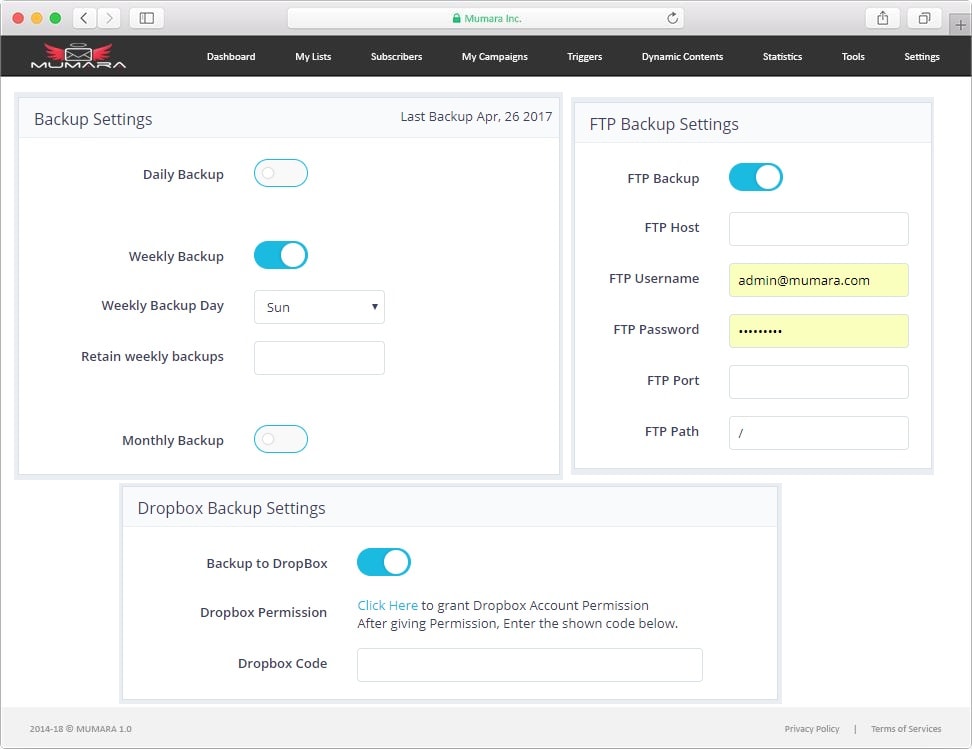 Mumara Inc.
MUMARA
Dashboard
My Lists
Subscribers
My Campaigns
Triggers
Dynamic Contents
Statistics
Tools
Settings
Backup Settings
Last Backup Apr, 26 2017
Daily Backup
Weekly Backup
Weekly Backup Day
Sun
Retain weekly backups
Monthly Backup
FTP Backup Settings
FTP Backup
FTP Host
FTP Username
admin@mumara.com
FTP Password
•••••••••
FTP Port
FTP Path
/
Dropbox Backup Settings
Backup to DropBox
Dropbox Permission
Click Here to grant Dropbox Account Permission
After giving Permission, Enter the shown code below.
Dropbox Code
2014-18 © MUMARA 1.0
Privacy Policy | Terms of Services